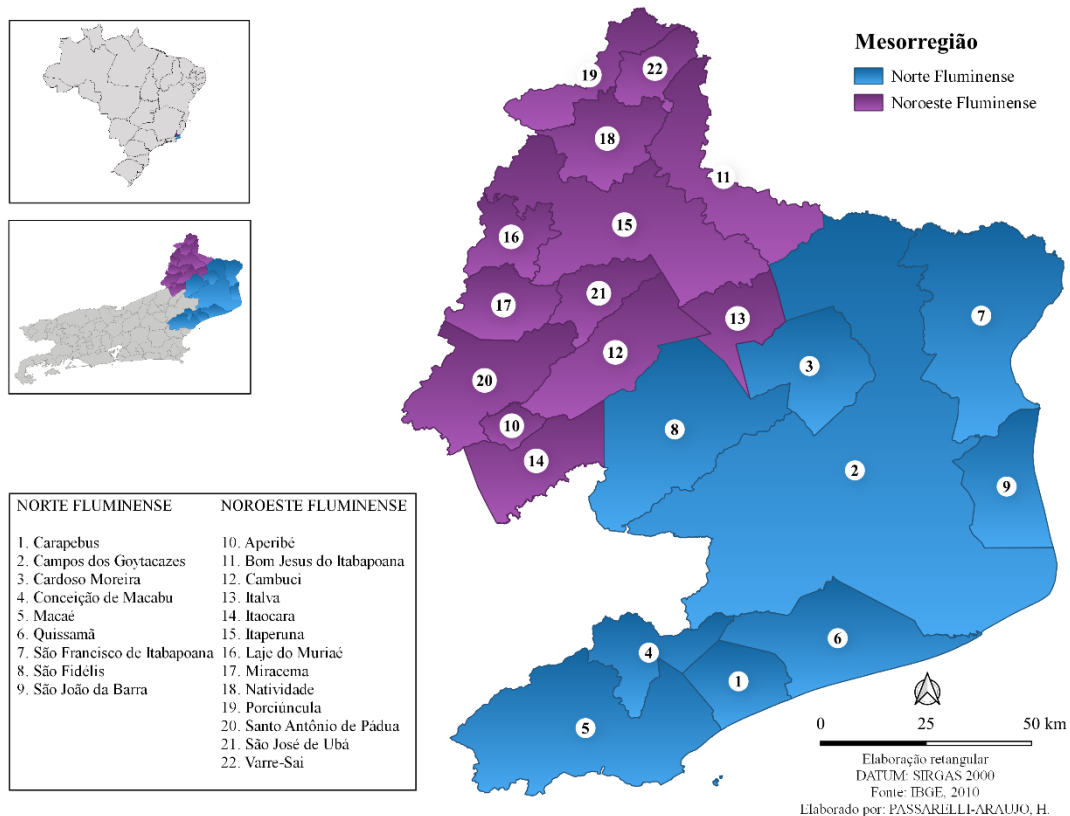 Mesorregião
Norte Fluminense
Noroeste Fluminense
19
22
18
11
15
16
21
17
13
7
12
3
20
10
8
14
2
9
4
6
1
5
NORTE FLUMINENSE
1. Carapebus
2. Campos dos Goytacazes
3. Cardoso Moreira
4. Conceição de Macabu
5. Macaé
6. Quissamã
7. São Francisco de Itabapoana
8. São Fidélis
9. São João da Barra
NOROESTE FLUMINENSE
10. Aperibé
11. Bom Jesus do Itabapoana
12. Cambuci
13. Italva
14. Itaocara
15. Itaperuna
16. Laje do Muriaé
17. Miracema
18. Natividade
19. Porciúncula
20. Santo Antônio de Pádua
21. São José de Ubá
22. Varre-Sai
0 25 50 km
Elaboração retangular
DATUM: SIRGAS 2000
Fonte: IBGE, 2010
Elaborado por: PASSARELLI-ARAUJO, H.